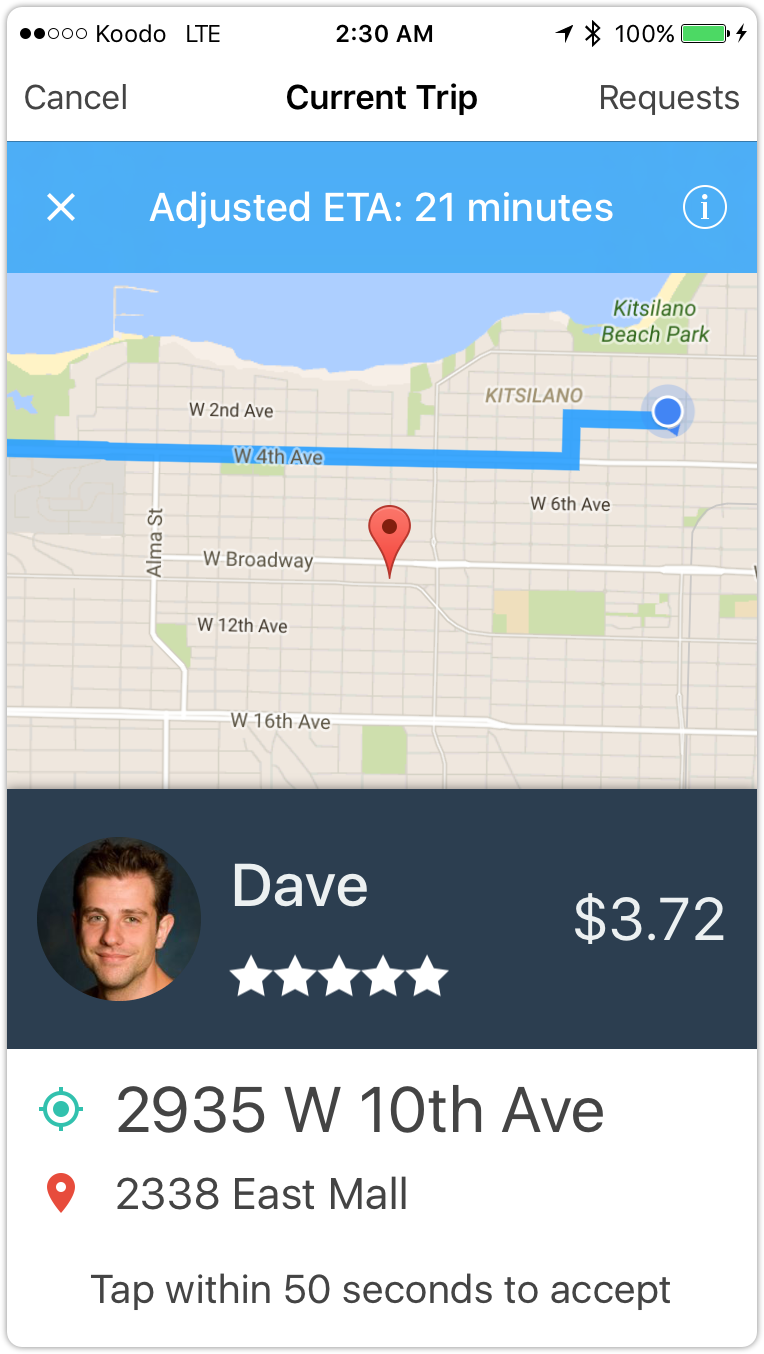 Koodo LTE 2:30 AM 100%
Cancel Current Trip Requests
Adjusted ETA: 21 minutes
Kitsilano
Beach Park
KITSILANO
W 2nd Ave
W 4th Ave
W 6th Ave
Alma St
W Broadway
W 12th Ave
W 16th Ave
Dave
$3.72
2935 W 10th Ave
2338 East Mall
Tap within 50 seconds to accept